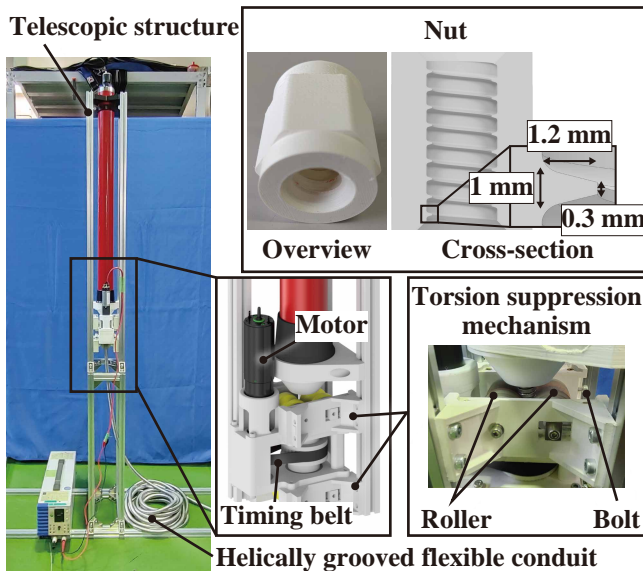 Telescopic structure
Nut
1.2 mm
1 mm
0.3 mm
Overview
Cross-section
Motor
Timing belt
Torsion suppression
mechanism
Roller
Bolt
Helically grooved flexible conduit